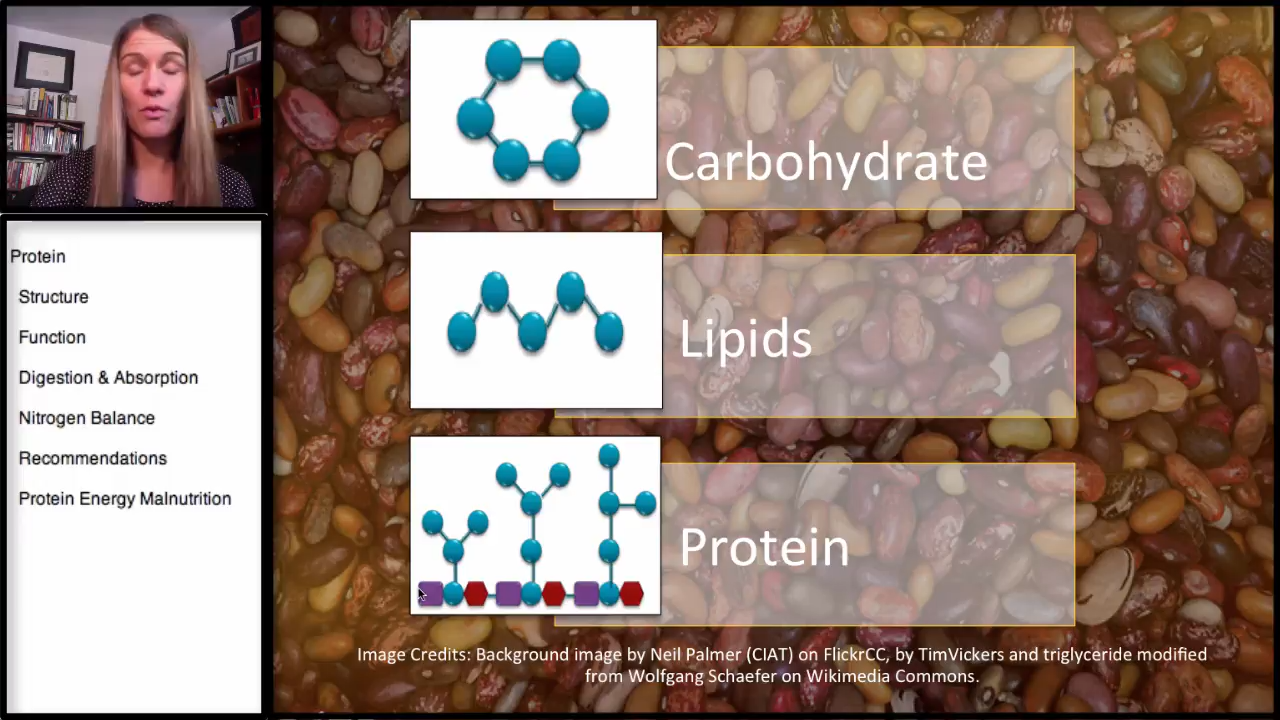 Protein
Structure
Function
Digestion & Absorption
Nitrogen Balance
Recommendations
Protein Energy Malnutrition
Carbohydrate
Lipids
Protein
Image Credits: Background image by Neil Palmer (CIAT) on FlickrCC, by TimVickers and triglyceride modified
from Wolfgang Schaefer on Wikimedia Commons.